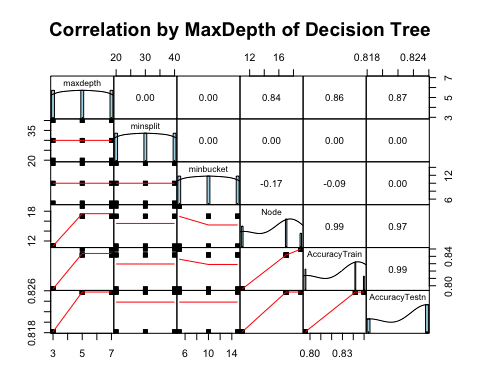 Correlation by MaxDepth of Decision Tree
20 30 40 12 16 0.818 0.824
maxdepth 0.00 0.00 0.84 0.86 0.87 3 5 7
20 35 minsplit 0.00 0.00 0.00 0.00
minbucket -0.17 -0.09 0.00 6 12
12 18 Node 0.99 0.97
AccuracyTrain 0.99 0.80 0.84
0.818 0.826 AccuracyTestn
3 5 7 6 10 14 0.80 0.83